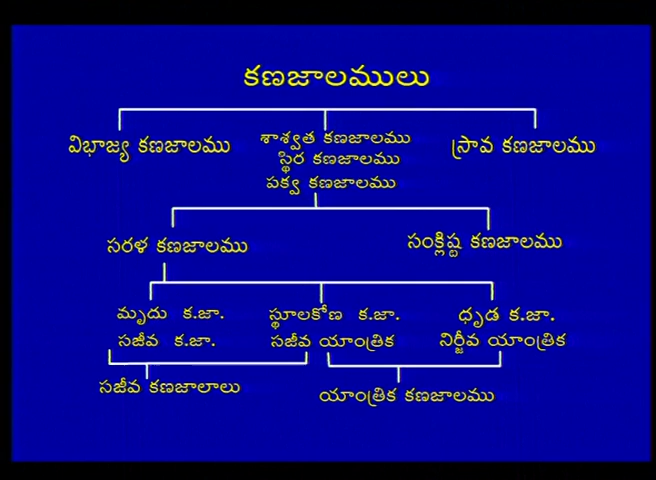 కణజాలములు
విభాజ్య కణజాలము
శాశ్వత కణజాలము
స్థిర కణజాలము
పక్వ కణజాలము
స్రావ కణజాలము
సరళ కణజాలము
సంక్లిష్ట కణజాలము
మృదు క.జా.
సజీవ క.జా.
స్థూలకోణ క.జా.
సజీవ యాంత్రిక
ధృడ క.జా.
నిర్జీవ యాంత్రిక
సజీవ కణజాలాలు
యాంత్రిక కణజాలము